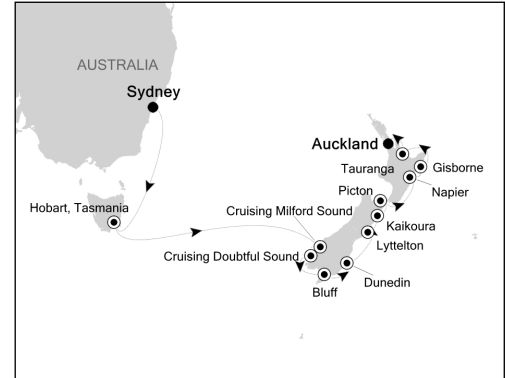 AUSTRALIA
Sydney
Auckland
Tauranga
Gisborne
Napier
Picton
Hobart, Tasmania
Cruising Milford Sound
Kaikoura
Lyttelton
Cruising Doubtful Sound
Dunedin
Bluff